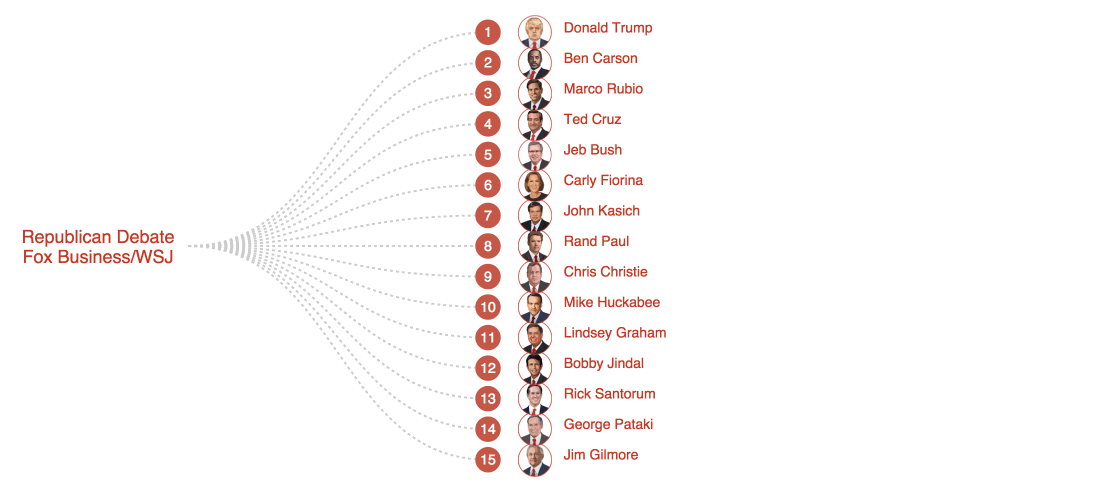 Republican Debate
Fox Business/WSJ
1 Donald Trump
2 Ben Carson
3 Marco Rubio
4 Ted Cruz
5 Jeb Bush
6 Carly Fiorina
7 John Kasich
8 Rand Paul
9 Chris Christie
10 Mike Huckabee
11 Lindsey Graham
12 Bobby Jindal
13 Rick Santorum
14 George Pataki
15 Jim Gilmore